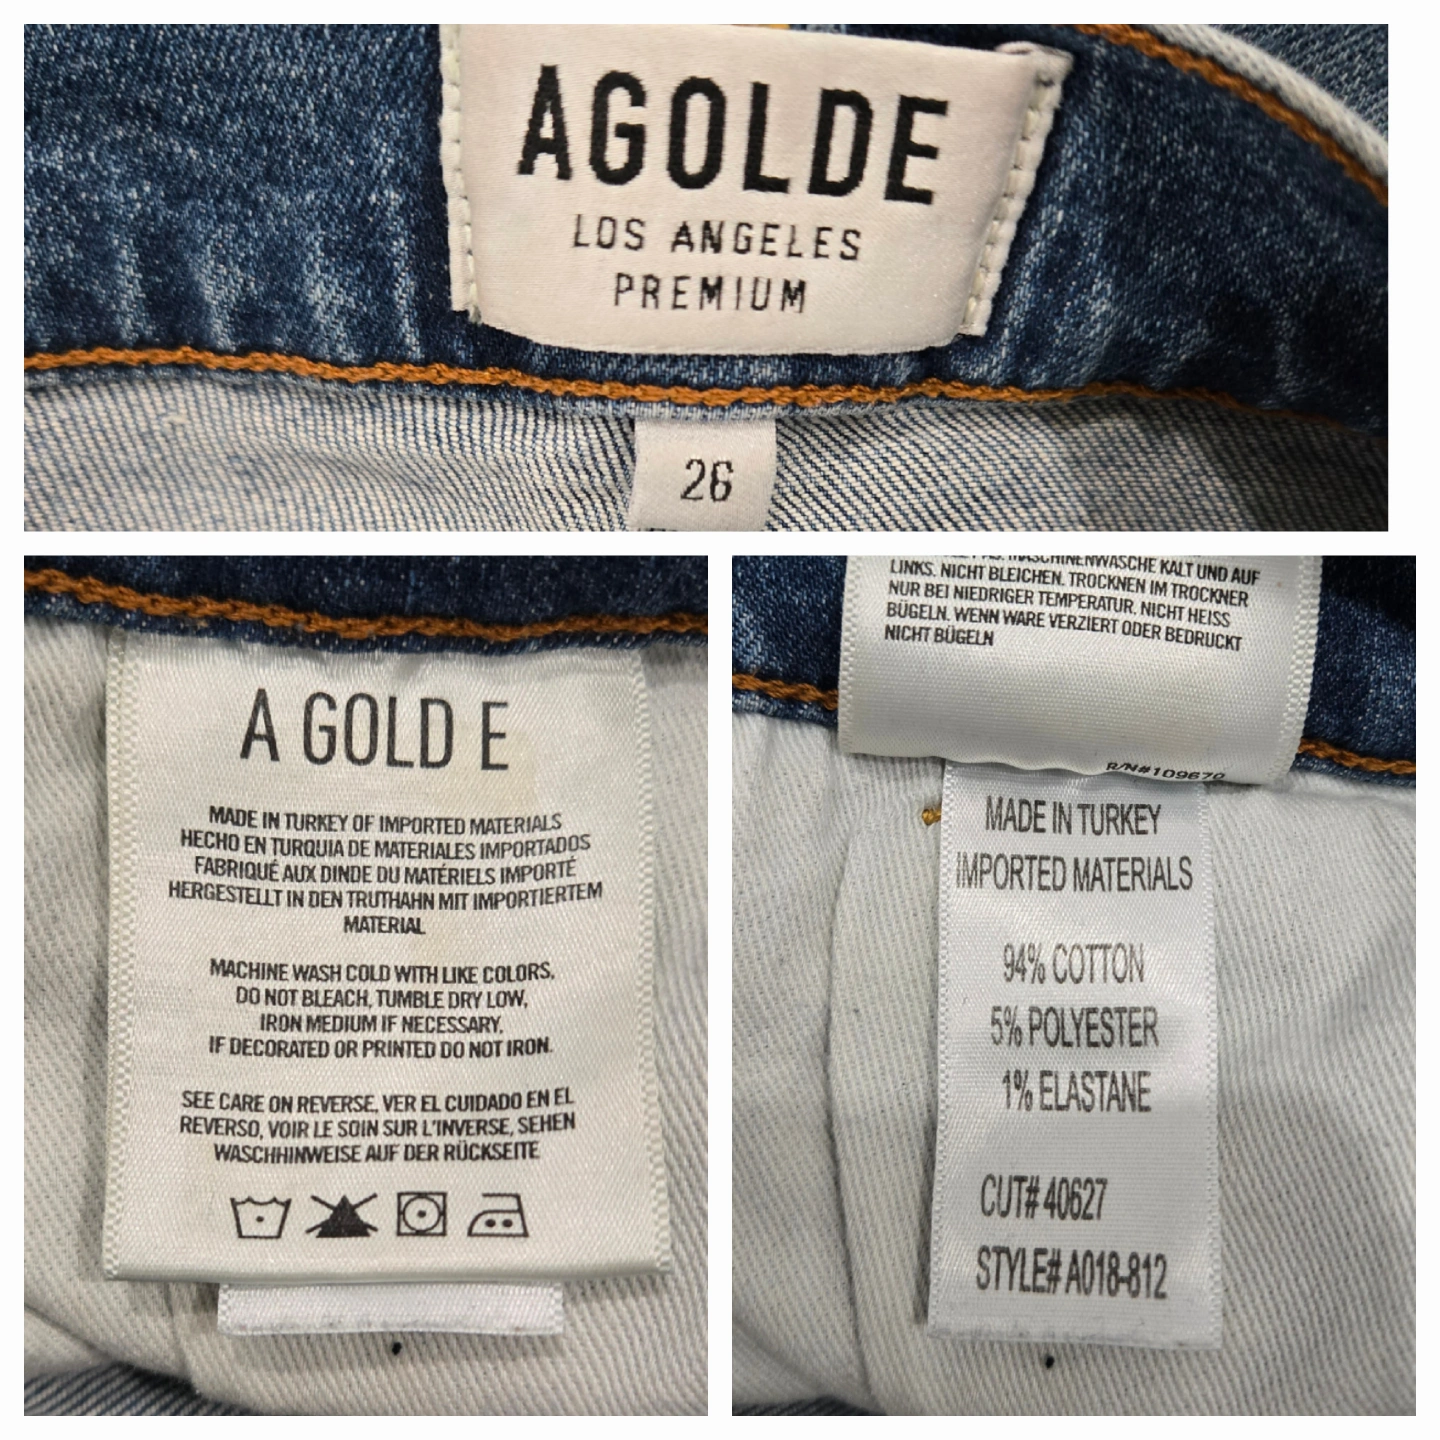 AGOLDE
LOS ANGELES
PREMIUM
26
A GOLD E
MADE IN TURKEY OF IMPORTED MATERIALS
HECHO EN TURQUIA DE MATERIALES IMPORTADOS
FABRIQUÉ AUX DINDE DU MATÉRIELS IMPORTÉ
HERGESTELLT IN DEN TRUTHAHN MIT IMPORTIERTEM
MATERIAL
MACHINE WASH COLD WITH LIKE COLORS,
DO NOT BLEACH, TUMBLE DRY LOW,
IRON MEDIUM IF NECESSARY.
IF DECORATED OR PRINTED DO NOT IRON.
SEE CARE ON REVERSE, VER EL CUIDADO EN EL
REVERSO, VOIR LE SOIN SUR L'INVERSE, SEHEN
WASCHHINWEISE AUF DER RÜCKSEITE
MASCHINENWÄSCHE KALT UND AUF
LINKS. NICHT BLEICHEN. TROCKNEN IM TROCKNER
NUR BEI NIEDRIGER TEMPERATUR. NICHT HEISS
BÜGELN. WENN WARE VERZIERT ODER BEDRUCKT
NICHT BÜGELN
R/N#109670
MADE IN TURKEY
IMPORTED MATERIALS
94% COTTON
5% POLYESTER
1% ELASTANE
CUT# 40627
STYLE# A018-812